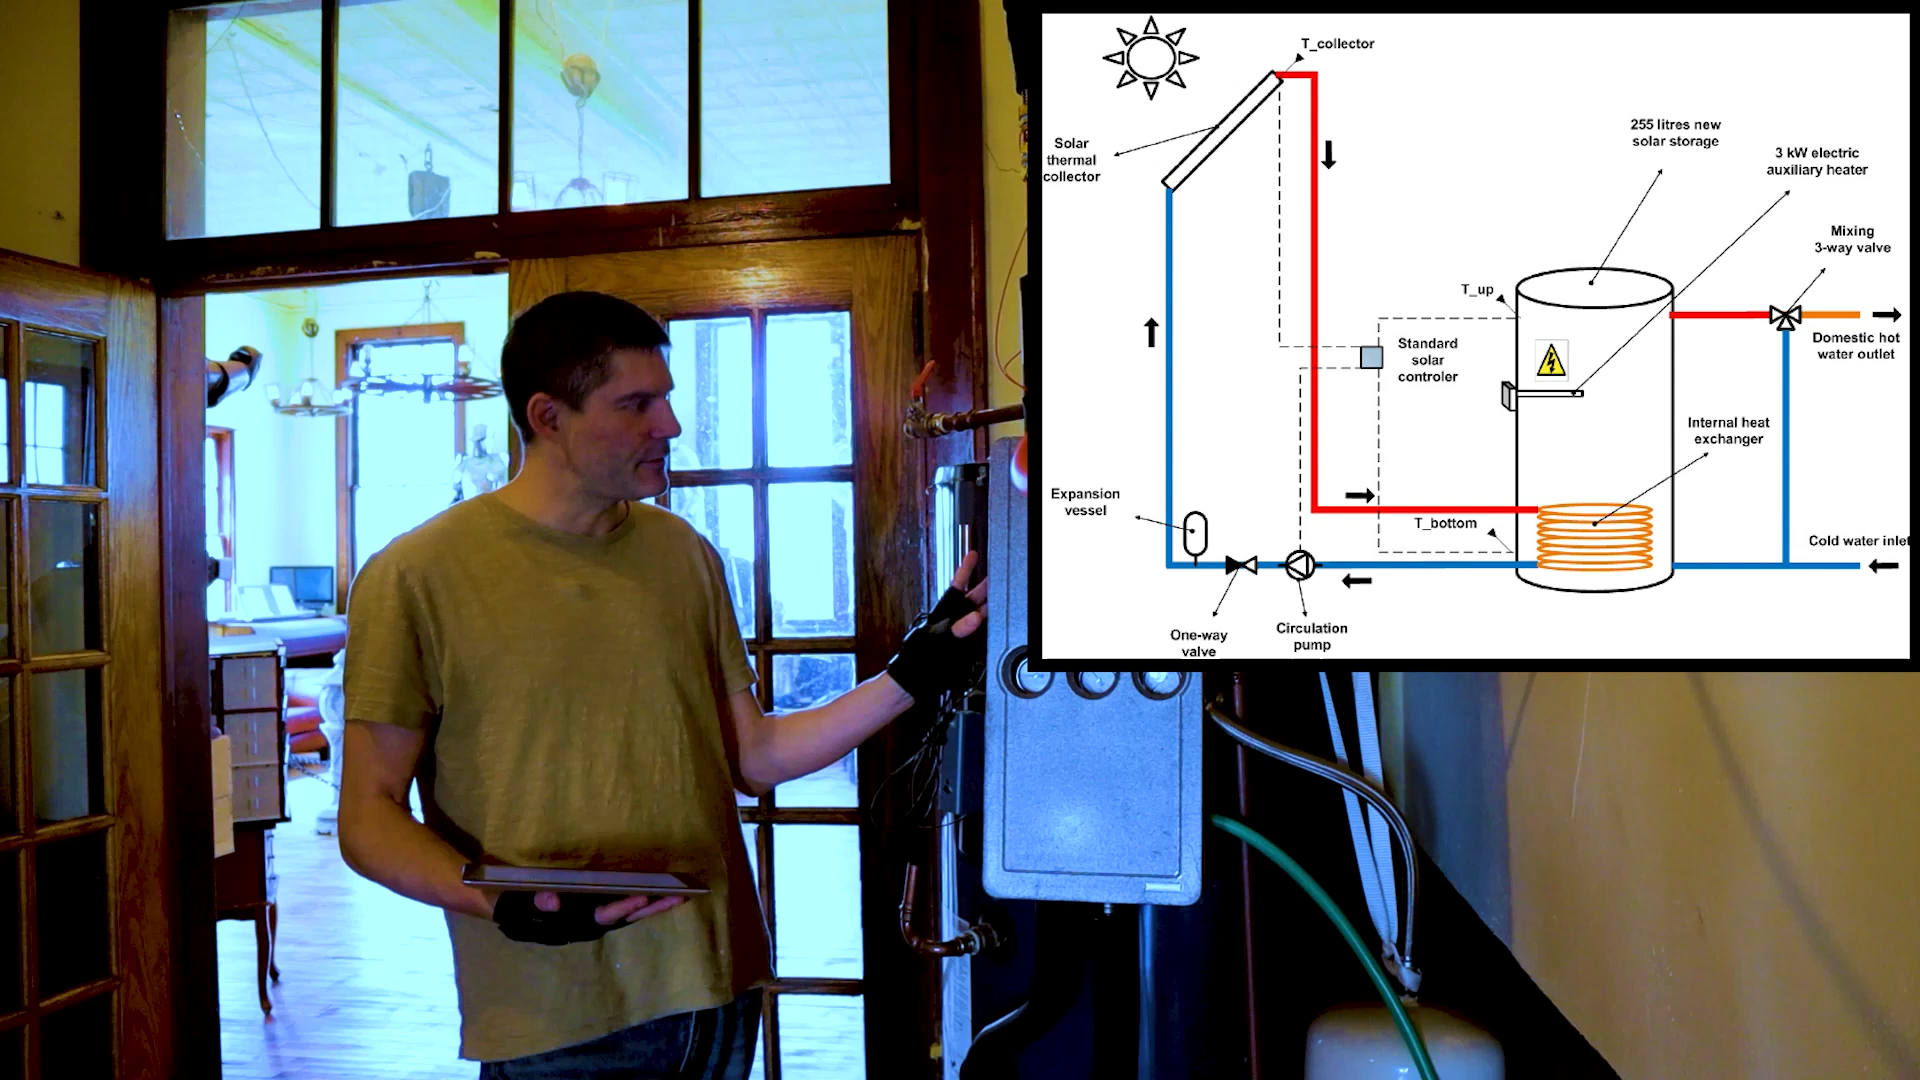 T_collector
Solar
thermal
collector
255 litres new
solar storage
3 kW electric
auxiliary heater
Mixing
3-way valve
T_up
Standard
solar
controler
Domestic hot
water outlet
Internal heat
exchanger
Expansion
vessel
T_bottom
Cold water inlet
One-way
valve
Circulation
pump